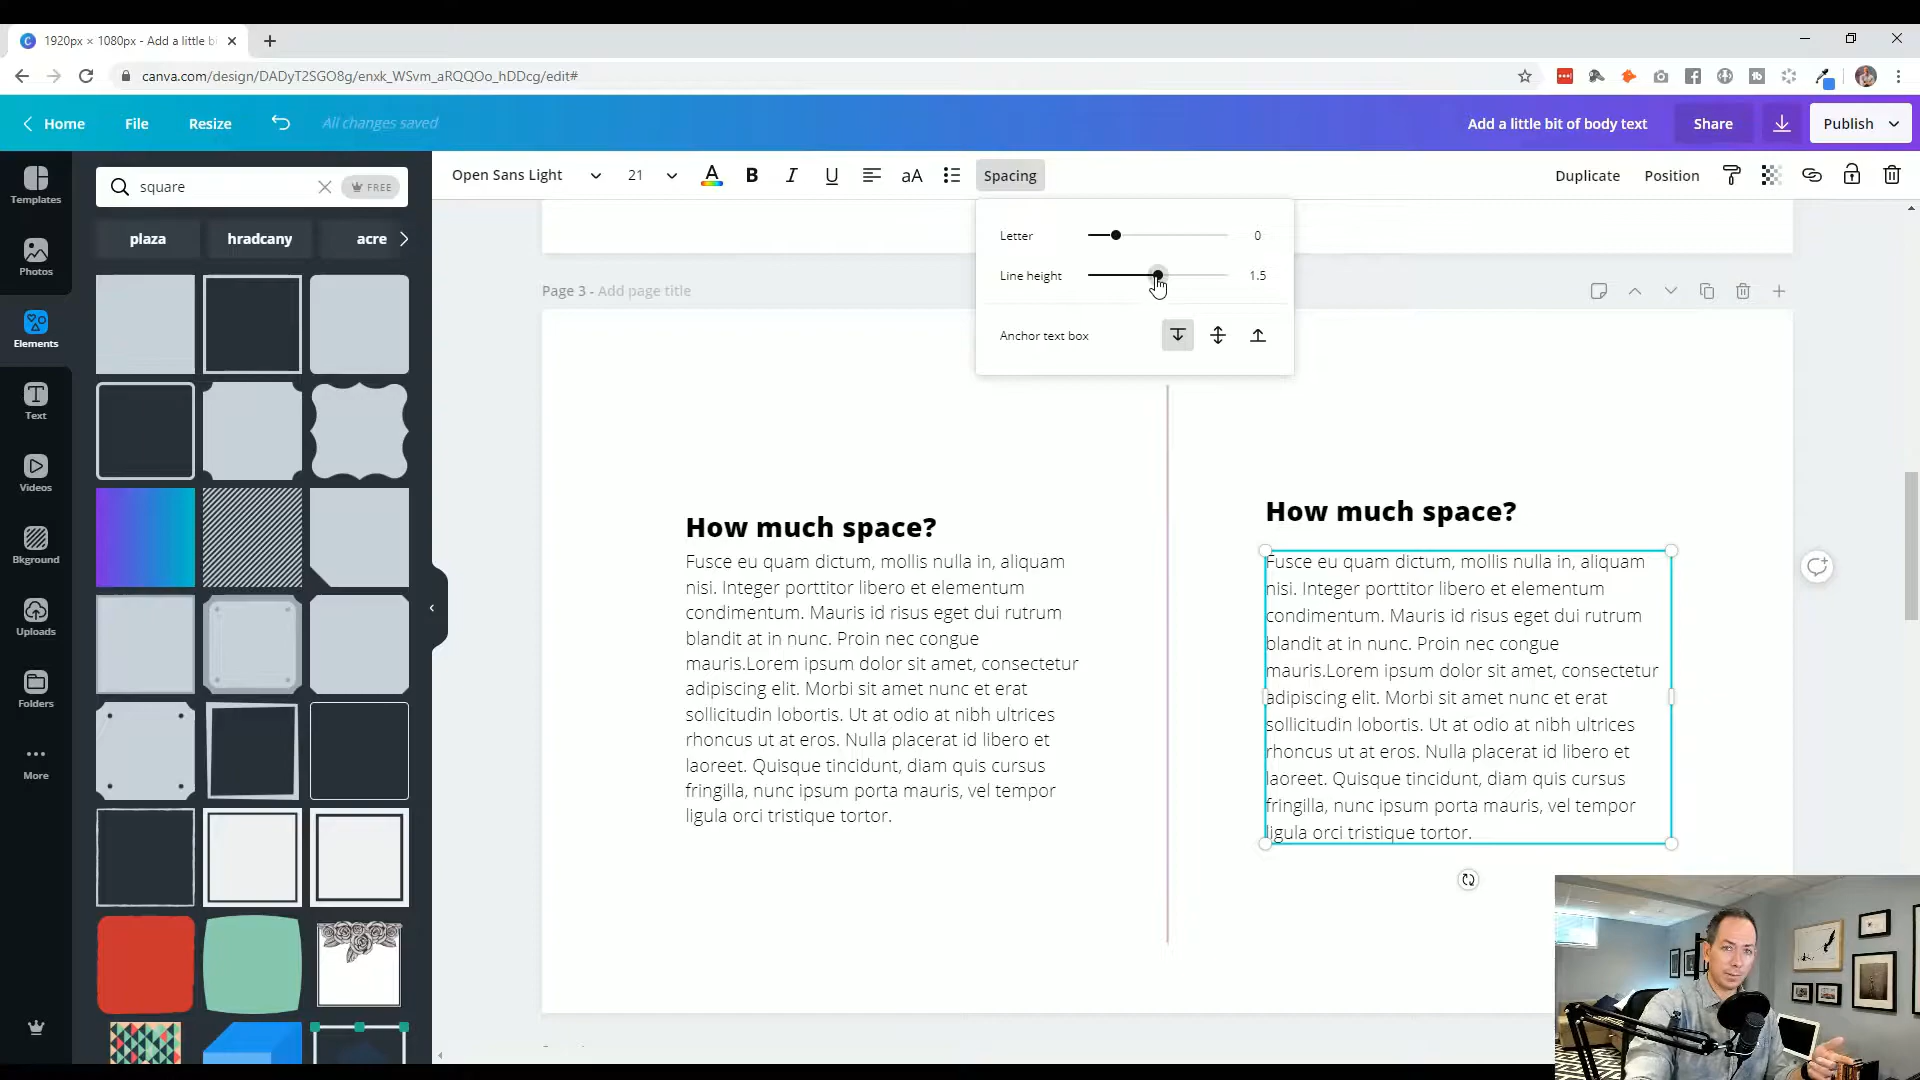 1920px × 1080px - Add a little bi
canva.com/design/DADyT2SGO8g/enxk_WSvm_aRQQOo_hDDcg/edit#
Home
File
Resize
All changes saved
Add a little bit of body text
Share
Publish
Templates
Photos
Elements
Text
Videos
Bkground
Uploads
Folders
More
square
FREE
plaza
hradcany
acre
Open Sans Light
21
A
B
I
U
aA
Spacing
Duplicate
Position
Letter
0
Line height
1.5
Anchor text box
Page 3 - Add page title
How much space?
Fusce eu quam dictum, mollis nulla in, aliquam
nisi. Integer porttitor libero et elementum
condimentum. Mauris id risus eget dui rutrum
blandit at in nunc. Proin nec congue
mauris.Lorem ipsum dolor sit amet, consectetur
adipiscing elit. Morbi sit amet nunc et erat
sollicitudin lobortis. Ut at odio at nibh ultrices
rhoncus ut at eros. Nulla placerat id libero et
laoreet. Quisque tincidunt, diam quis cursus
fringilla, nunc ipsum porta mauris, vel tempor
ligula orci tristique tortor.
How much space?
Fusce eu quam dictum, mollis nulla in, aliquam
nisi. Integer porttitor libero et elementum
condimentum. Mauris id risus eget dui rutrum
blandit at in nunc. Proin nec congue
mauris.Lorem ipsum dolor sit amet, consectetur
adipiscing elit. Morbi sit amet nunc et erat
sollicitudin lobortis. Ut at odio at nibh ultrices
rhoncus ut at eros. Nulla placerat id libero et
laoreet. Quisque tincidunt, diam quis cursus
fringilla, nunc ipsum porta mauris, vel tempor
ligula orci tristique tortor.